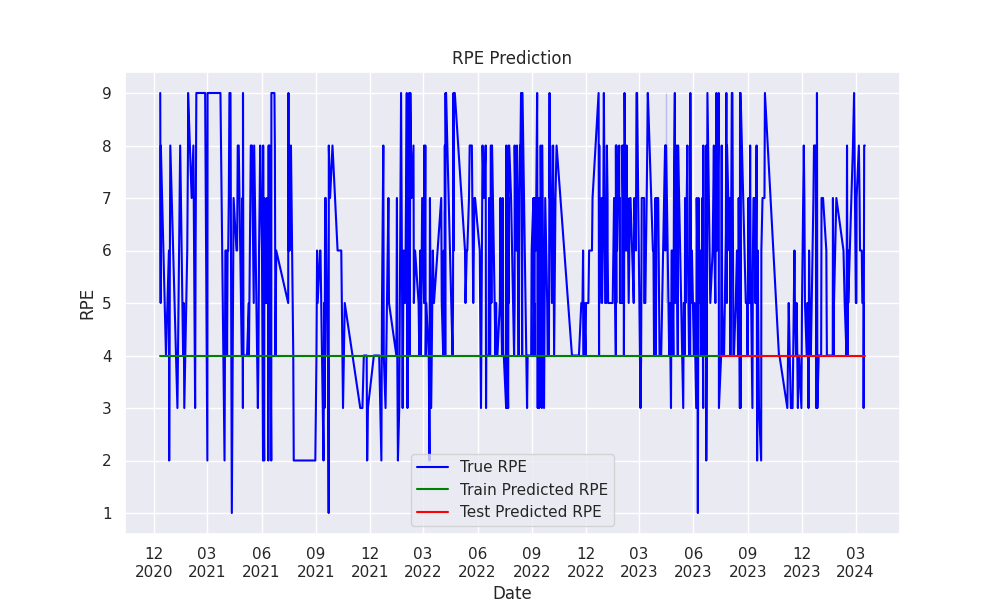 RPE Prediction
RPE
9
8
7
6
5
4
3
2
1
True RPE
Train Predicted RPE
Test Predicted RPE
12 03 06 09 12 03 06 09 12 03 06 09 12 03
2020 2021 2021 2021 2021 2022 2022 2022 2022 2023 2023 2023 2023 2024
Date